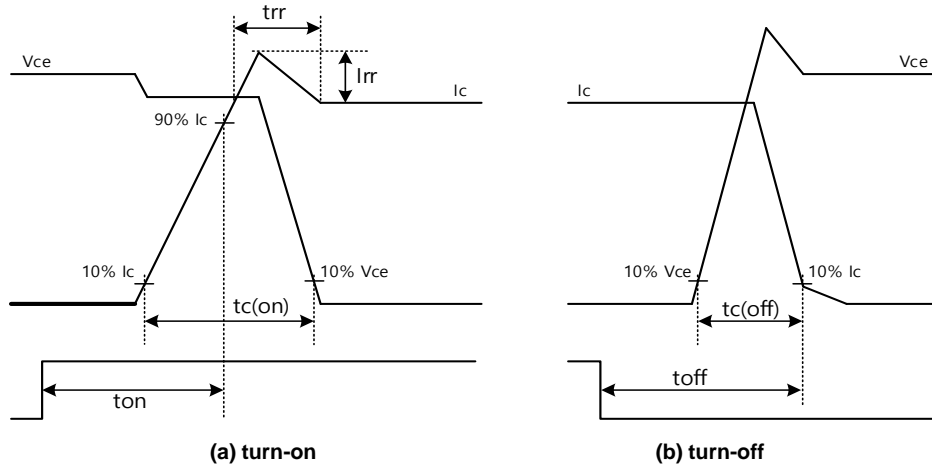 trr
Vce
Irr
Ic
90% Ic
10% Ic
10% Vce
tc(on)
ton
(a) turn-on
Vce
Ic
10% Vce
10% Ic
tc(off)
toff
(b) turn-off